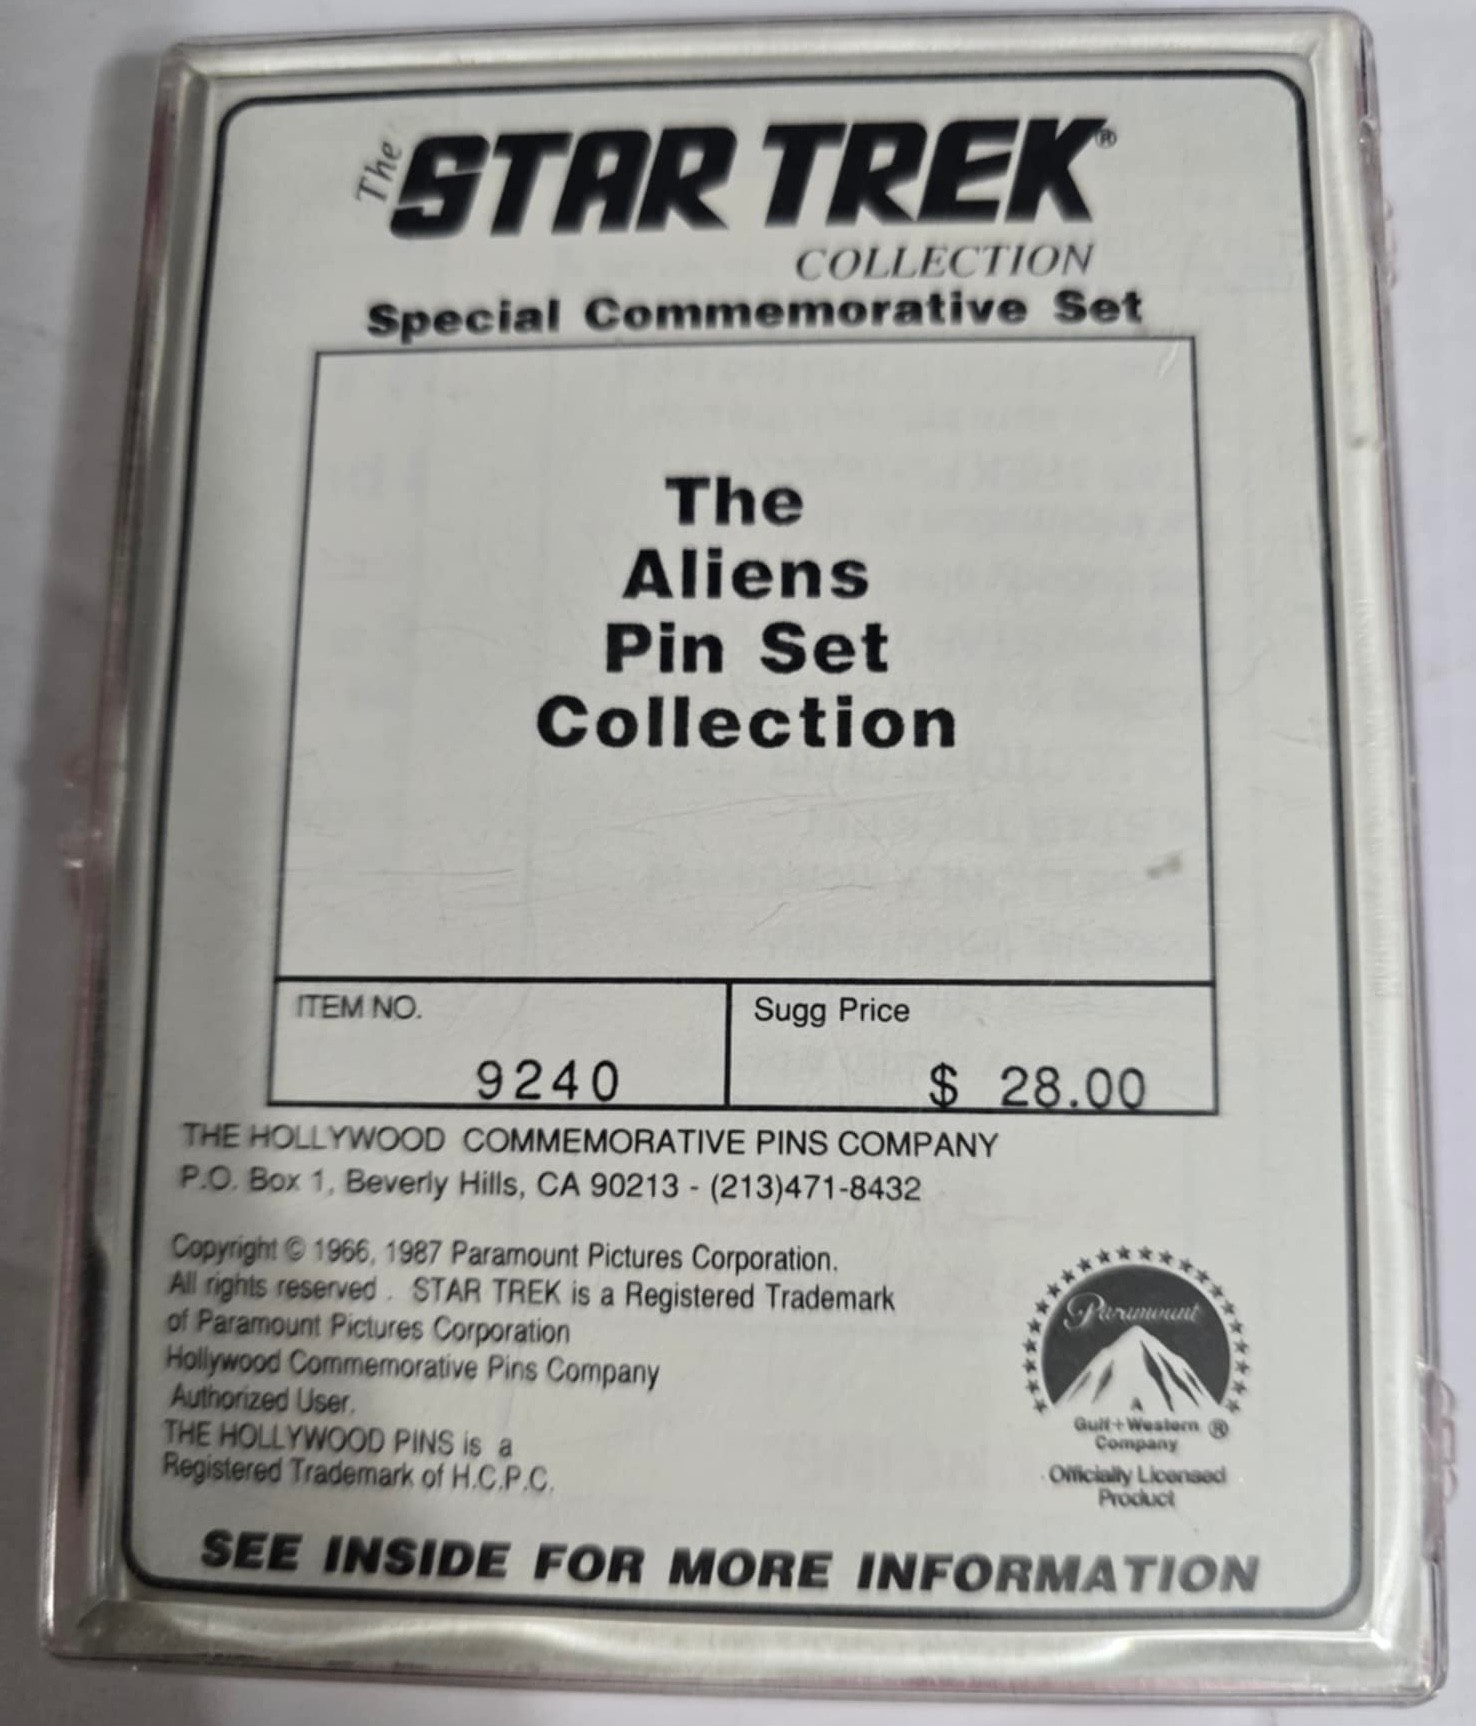 The STAR TREK®
COLLECTION
Special Commemorative Set
The
Aliens
Pin Set
Collection
ITEM NO.
9240
Sugg Price
$ 28.00
THE HOLLYWOOD COMMEMORATIVE PINS COMPANY
P.O. Box 1, Beverly Hills, CA 90213 - (213)471-8432
Copyright © 1966, 1987 Paramount Pictures Corporation.
All rights reserved . STAR TREK is a Registered Trademark
of Paramount Pictures Corporation
Hollywood Commemorative Pins Company
Authorized User.
THE HOLLYWOOD PINS is a
Registered Trademark of H.C.P.C.
Paramount
A
Gulf+Western ®
Company
Officially Licensed
Product
SEE INSIDE FOR MORE INFORMATION